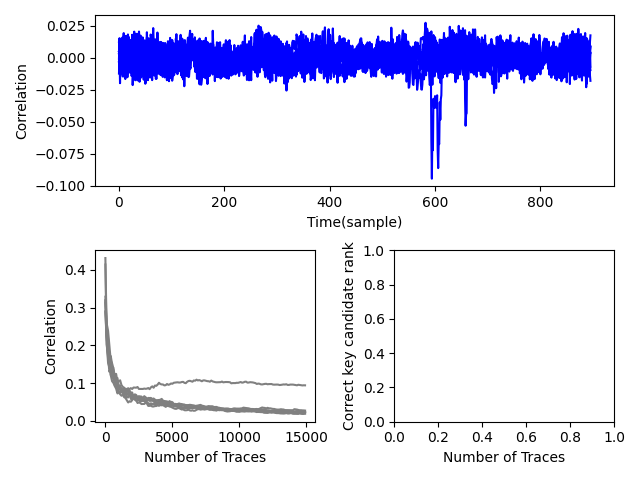 0.025
0.000
−0.025
−0.050
−0.075
−0.100
Correlation
0 200 400 600 800
Time(sample)
0.4
0.3
0.2
0.1
0.0
Correlation
0 5000 10000 15000
Number of Traces
1.0
0.8
0.6
0.4
0.2
0.0
Correct key candidate rank
0.0 0.2 0.4 0.6 0.8 1.0
Number of Traces